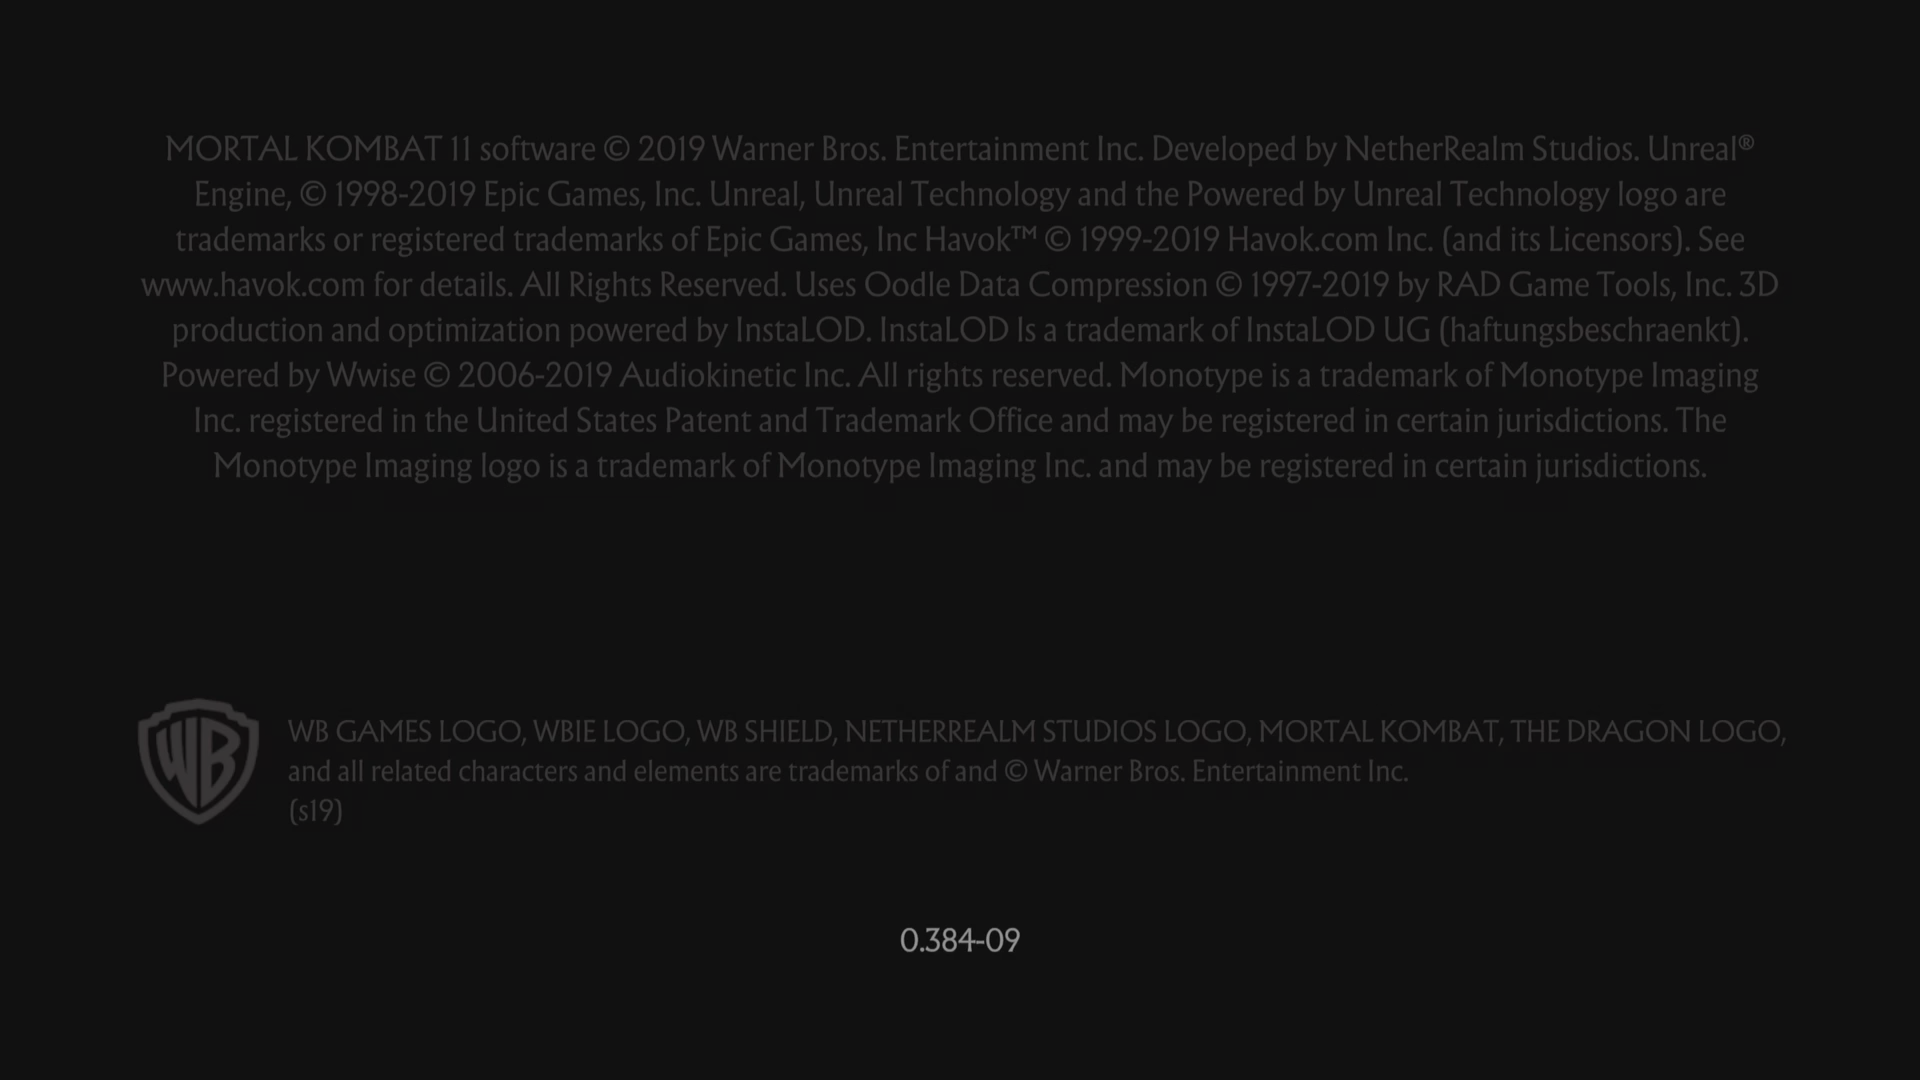 MORTAL KOMBAT 11 software © 2019 Warner Bros. Entertainment Inc. Developed by NetherRealm Studios. Unreal®
Engine, © 1998-2019 Epic Games, Inc. Unreal, Unreal Technology and the Powered by Unreal Technology logo are
trademarks or registered trademarks of Epic Games, Inc Havok™ © 1999-2019 Havok.com Inc. (and its Licensors). See
www.havok.com for details. All Rights Reserved. Uses Oodle Data Compression © 1997-2019 by RAD Game Tools, Inc. 3D
production and optimization powered by InstaLOD. InstaLOD Is a trademark of InstaLOD UG (haftungsbeschraenkt).
Powered by Wwise © 2006-2019 Audiokinetic Inc. All rights reserved. Monotype is a trademark of Monotype Imaging
Inc. registered in the United States Patent and Trademark Office and may be registered in certain jurisdictions. The
Monotype Imaging logo is a trademark of Monotype Imaging Inc. and may be registered in certain jurisdictions.
WB
WB GAMES LOGO, WBIE LOGO, WB SHIELD, NETHERREALM STUDIOS LOGO, MORTAL KOMBAT, THE DRAGON LOGO,
and all related characters and elements are trademarks of and © Warner Bros. Entertainment Inc.
(s19)
0.384-09